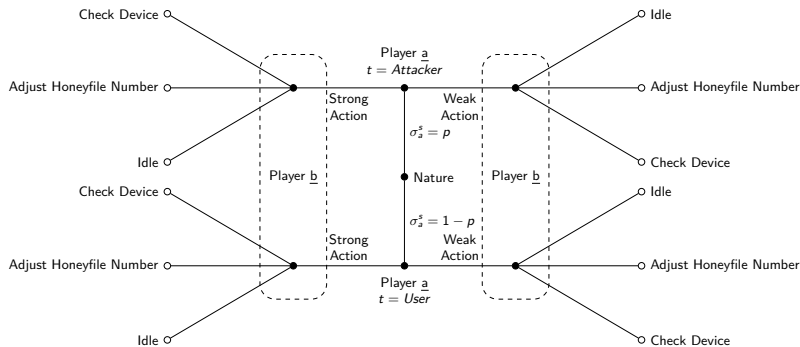 Check Device
Idle
Player a
t = Attacker
Adjust Honeyfile Number
Strong
Action
Weak
Action
Adjust Honeyfile Number
σₐˢ = p
Idle
Check Device
Player b
Nature
Player b
Check Device
Idle
σₐˢ = 1 − p
Strong
Action
Weak
Action
Adjust Honeyfile Number
Adjust Honeyfile Number
Player a
t = User
Idle
Check Device